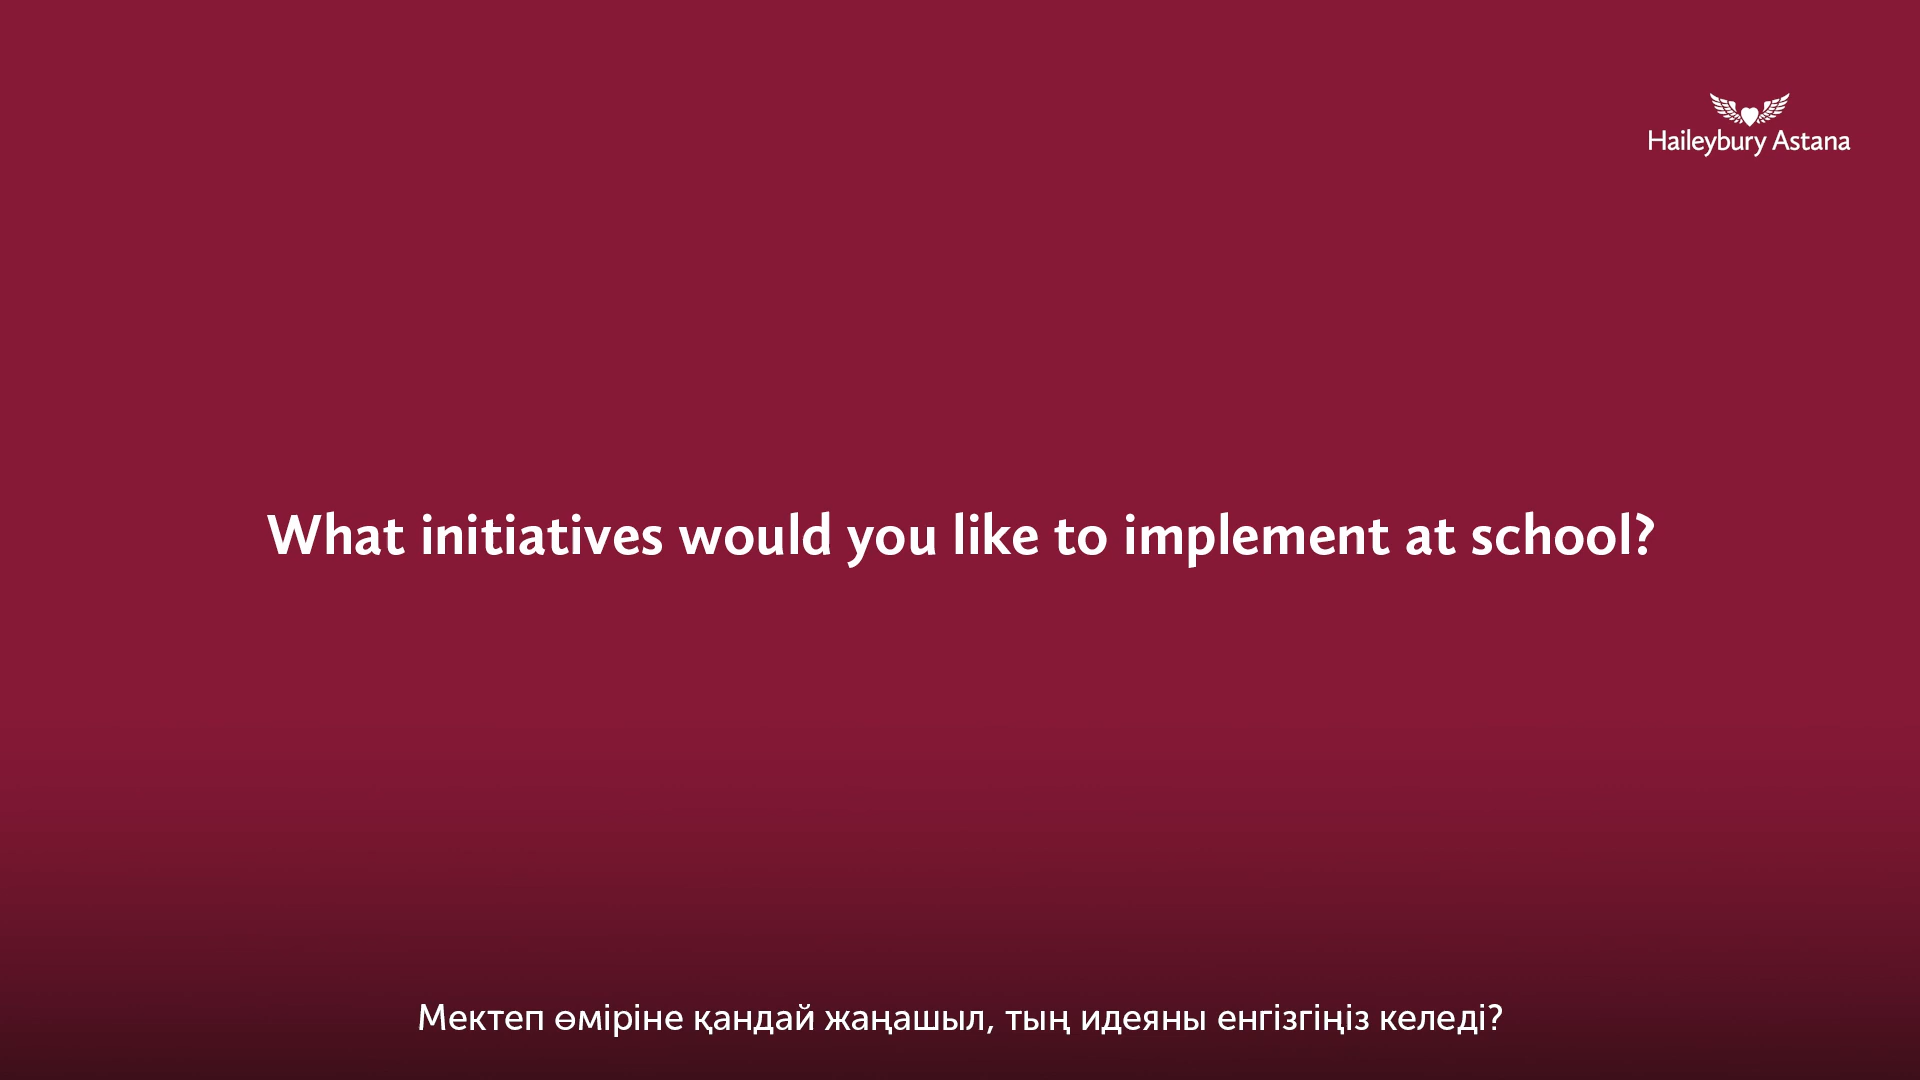 Haileybury Astana
What initiatives would you like to implement at school?
Мектеп өміріне қандай жаңашыл, тың идеяны енгізгіңіз келеді?